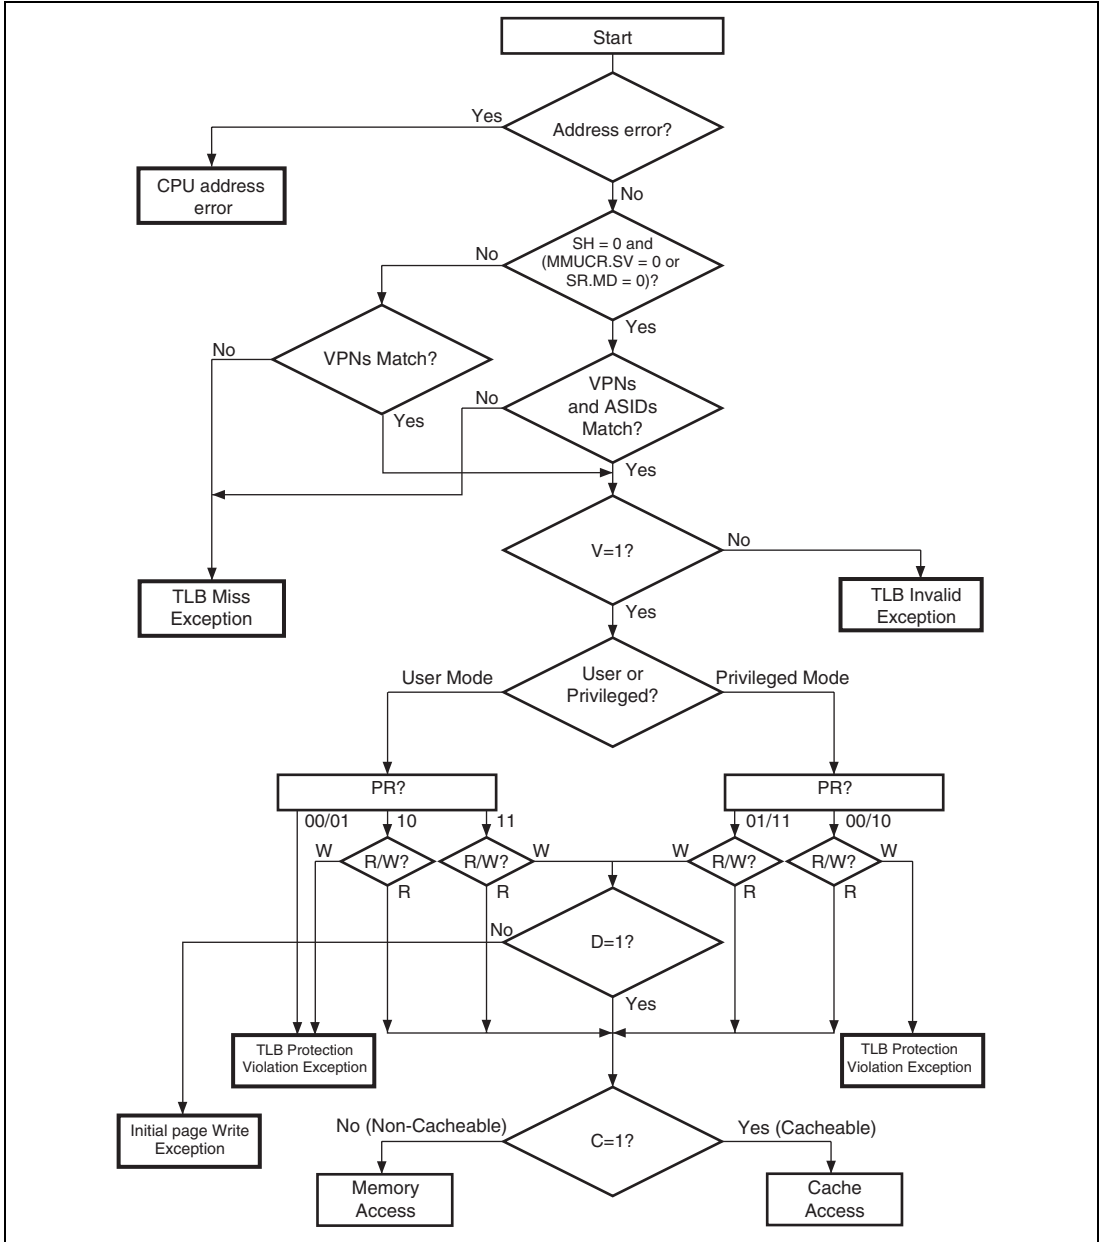 Start
Yes
Address error?
CPU address
error
No
SH = 0 and
(MMUCR.SV = 0 or
SR.MD = 0)?
No
Yes
No
VPNs Match?
VPNs
and ASIDs
Match?
No
Yes
Yes
V=1?
No
TLB Miss
Exception
TLB Invalid
Exception
Yes
User Mode
User or
Privileged?
Privileged Mode
PR?
PR?
00/01
10
11
01/11
00/10
W
R/W?
R/W?
W
W
R/W?
R/W?
W
R
R
R
R
No
D=1?
Yes
TLB Protection
Violation Exception
TLB Protection
Violation Exception
Initial page Write
Exception
No (Non-Cacheable)
C=1?
Yes (Cacheable)
Memory
Access
Cache
Access